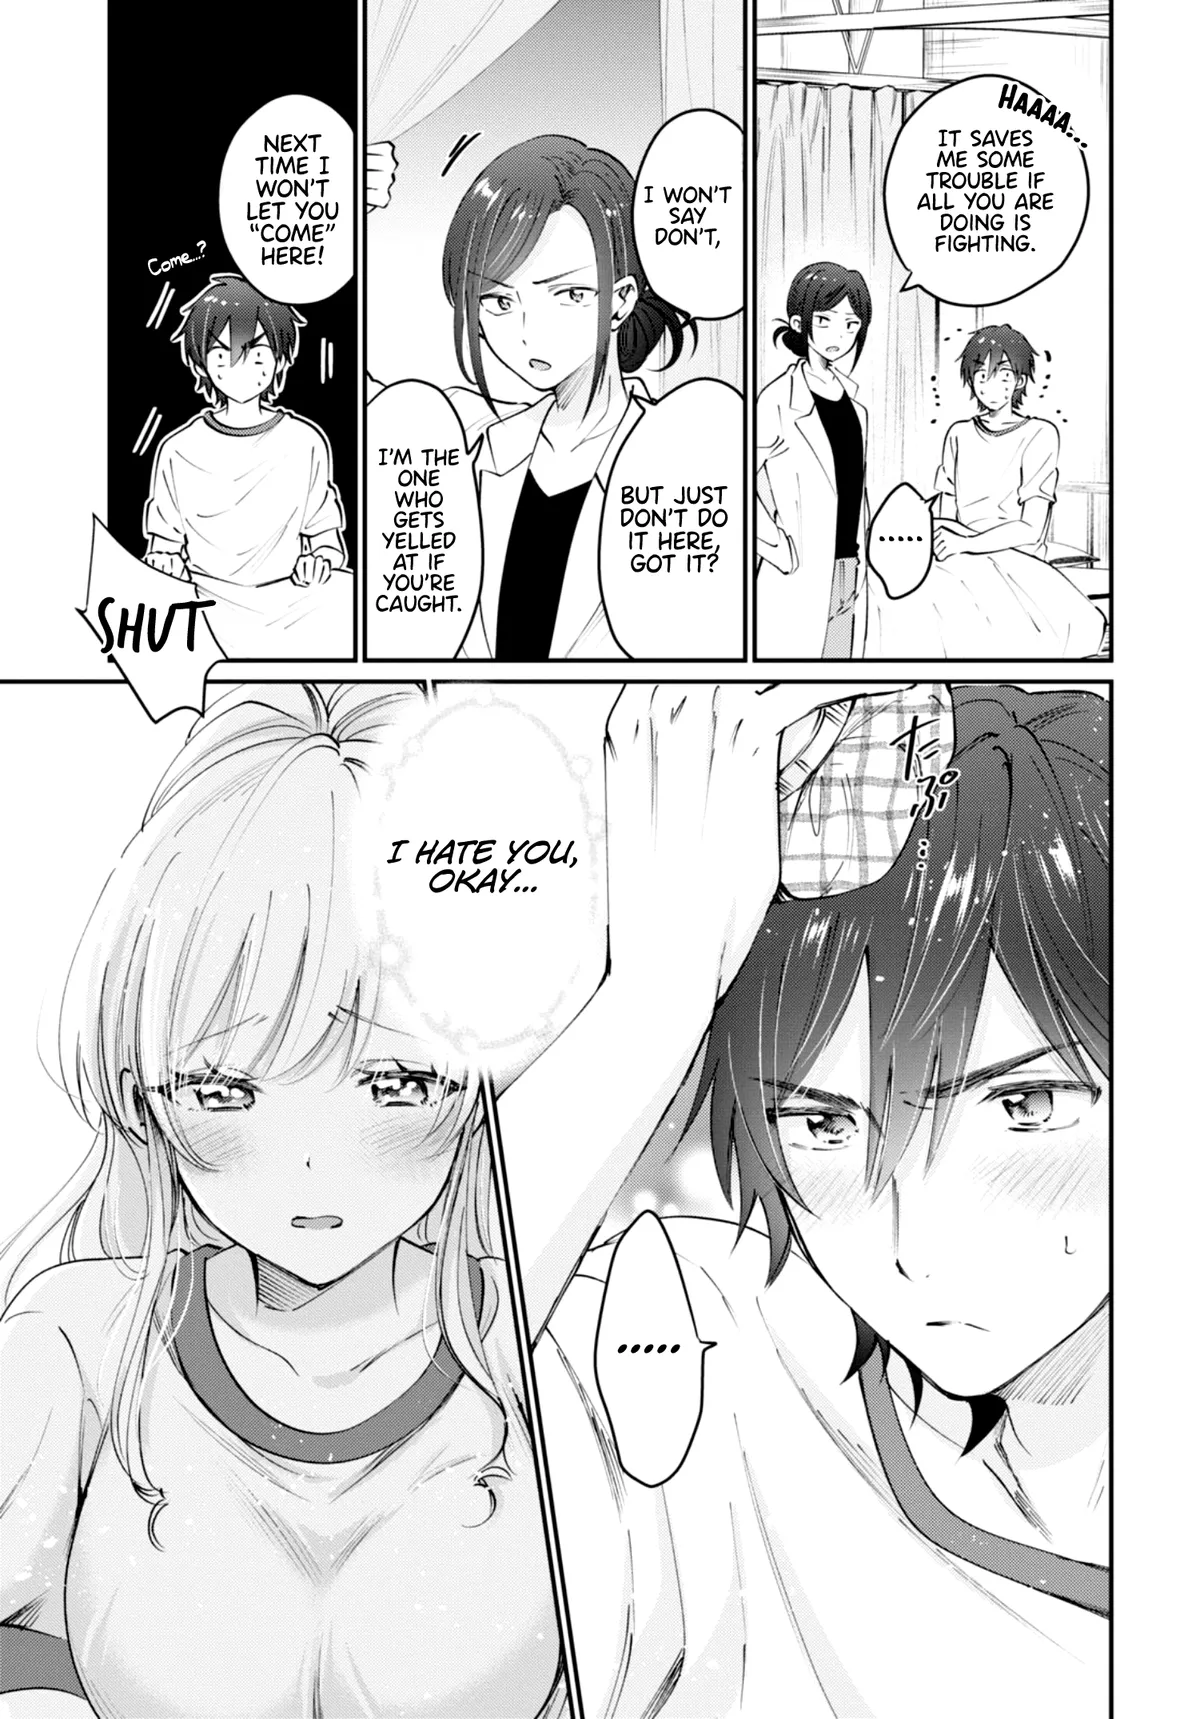 HAAAA...
IT SAVES
ME SOME
TROUBLE IF
ALL YOU ARE
DOING IS
FIGHTING.
.....
I WON'T
SAY
DON'T,
BUT JUST
DON'T DO
IT HERE,
GOT IT?
I'M THE
ONE
WHO
GETS
YELLED
AT IF
YOU'RE
CAUGHT.
NEXT
TIME I
WON'T
LET YOU
“COME”
HERE!
Come...?
SHUT
たぷ
.....
I HATE YOU,
OKAY...